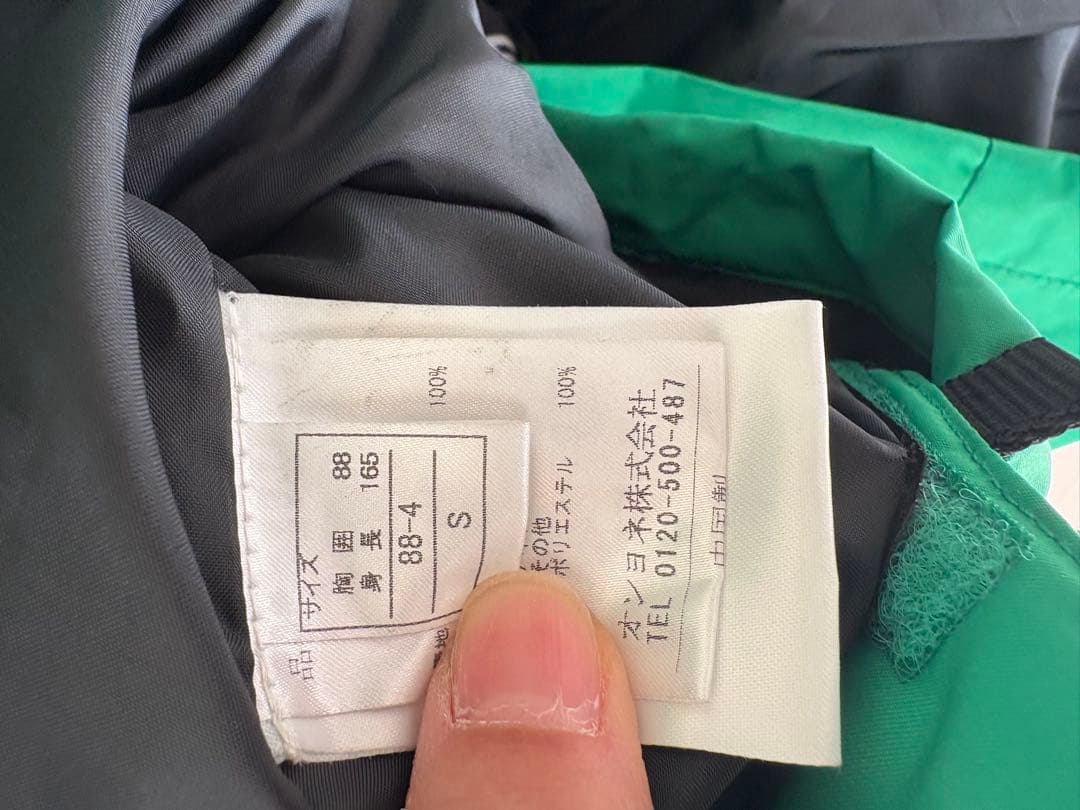 サイズ
胸囲 88
身長 165
88-4
S
品
100%
その他
ポリエステル 100%
オンヨネ株式会社
TEL 0120-500-487
中国製